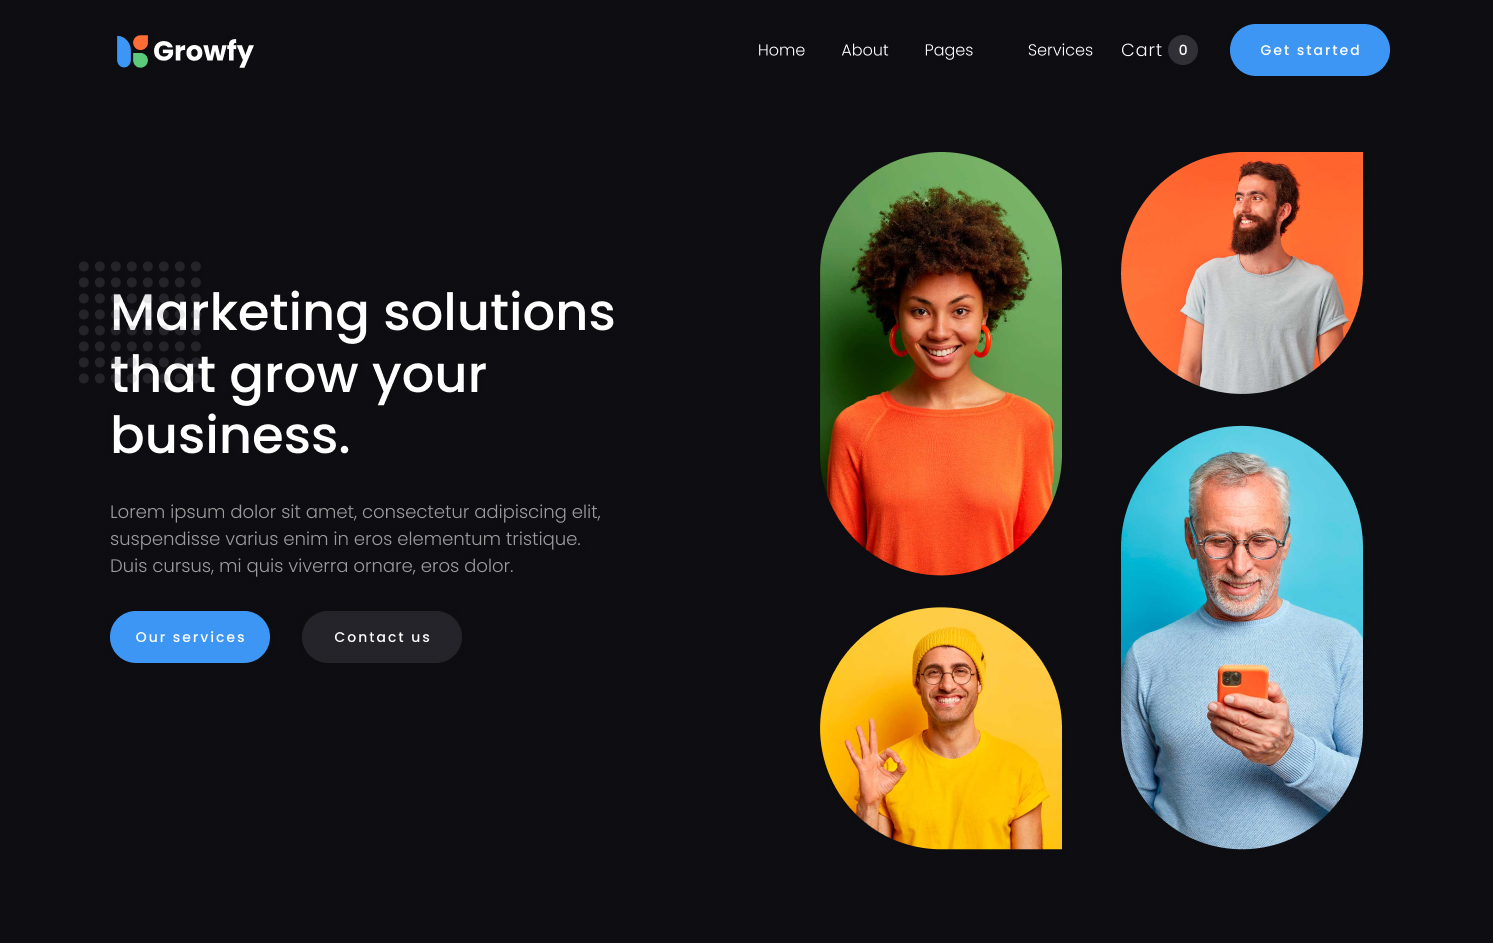 Growfy
Home About Pages Services Cart 0 Get started
Marketing solutions
that grow your
business.
Lorem ipsum dolor sit amet, consectetur adipiscing elit,
suspendisse varius enim in eros elementum tristique.
Duis cursus, mi quis viverra ornare, eros dolor.
Our services Contact us